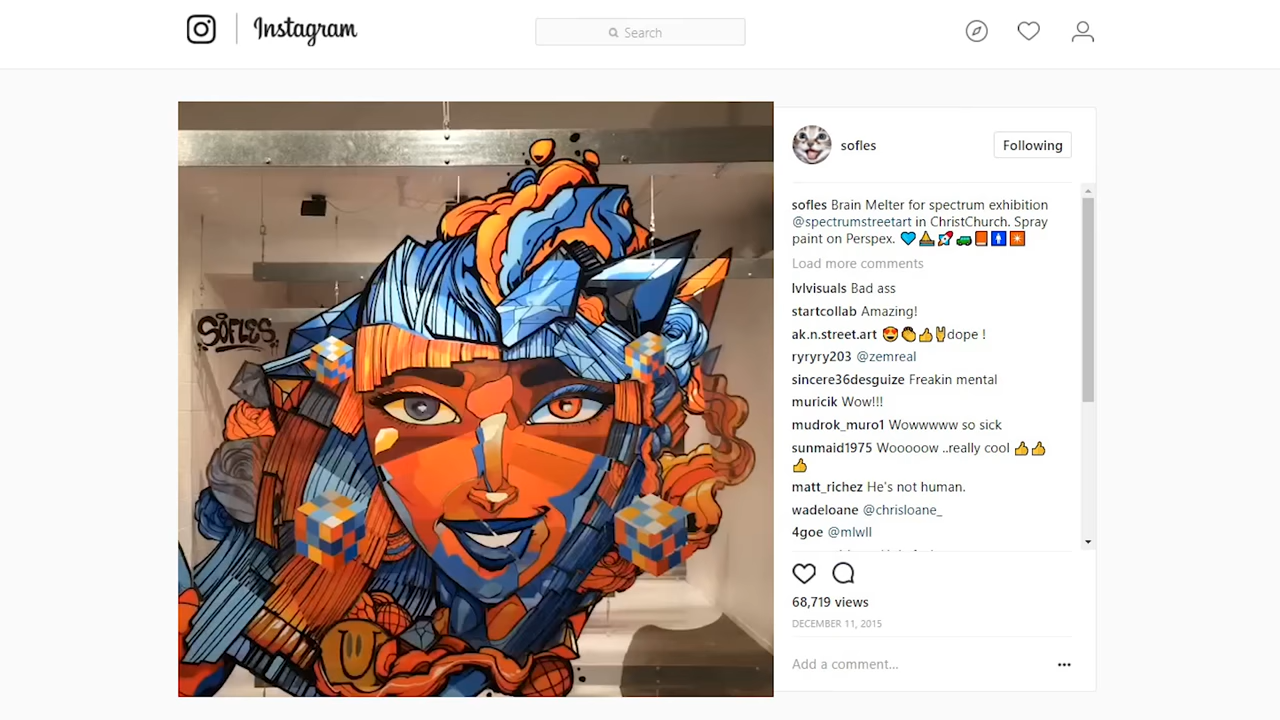 Instagram
Search
SOFLES
sofles
Following
sofles Brain Melter for spectrum exhibition
@spectrumstreetart in ChristChurch. Spray
paint on Perspex. 💙⛵🚀🚙📙🚹✴️
Load more comments
lvlvisuals Bad ass
startcollab Amazing!
ak.n.street.art 😍👏👍🤘dope !
ryryry203 @zemreal
sincere36desguize Freakin mental
muricik Wow!!!
mudrok_muro1 Wowwwww so sick
sunmaid1975 Wooooow ..really cool 👍👍
👍
matt_richez He's not human.
wadeloane @chrisloane_
4goe @mlwll
68,719 views
DECEMBER 11, 2015
Add a comment...